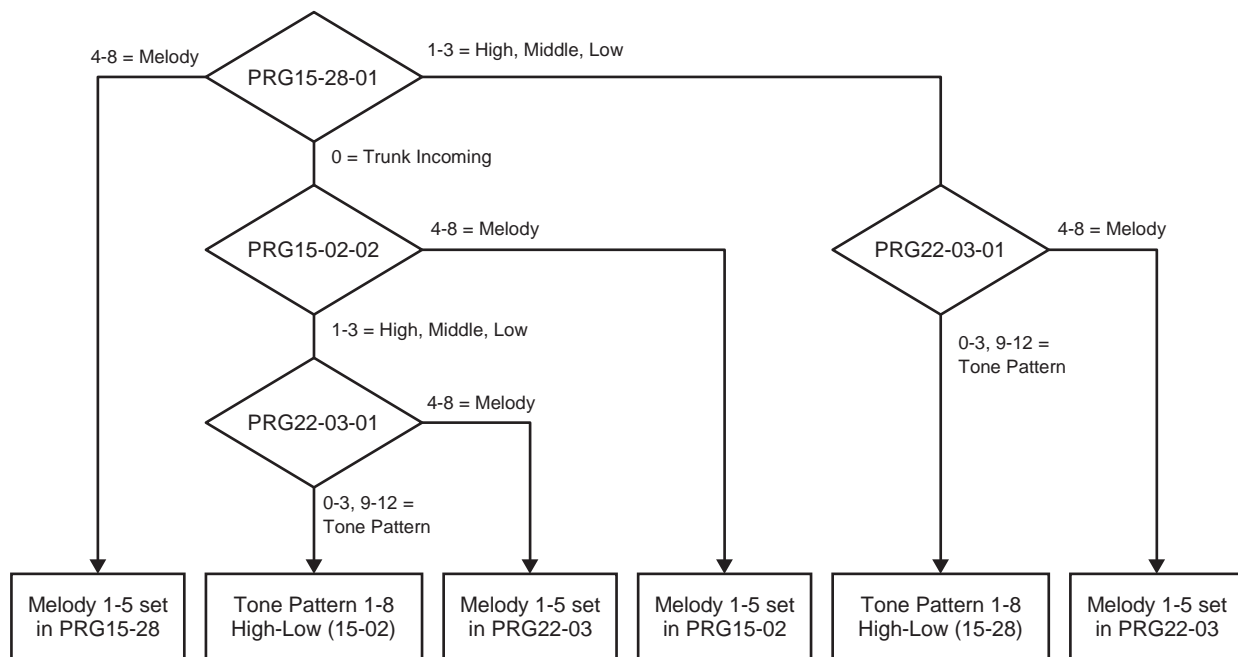 4-8 = Melody
PRG15-28-01
1-3 = High, Middle, Low
0 = Trunk Incoming
PRG15-02-02
4-8 = Melody
PRG22-03-01
4-8 = Melody
1-3 = High, Middle, Low
0-3, 9-12 =
Tone Pattern
PRG22-03-01
4-8 = Melody
0-3, 9-12 =
Tone Pattern
Melody 1-5 set
in PRG15-28
Tone Pattern 1-8
High-Low (15-02)
Melody 1-5 set
in PRG22-03
Melody 1-5 set
in PRG15-02
Tone Pattern 1-8
High-Low (15-28)
Melody 1-5 set
in PRG22-03